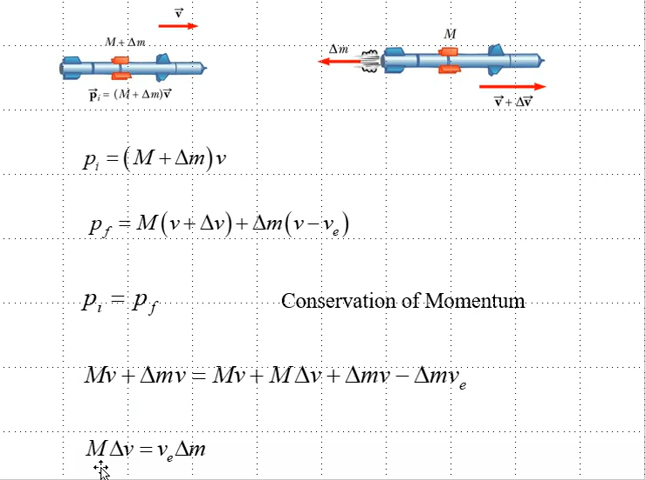 v⃗
M + Δm
p⃗ᵢ = (M + Δm)v⃗
Δm
M
v⃗ + Δv⃗
pᵢ = (M + Δm)v
p_f = M(v + Δv) + Δm(v − vₑ)
pᵢ = p_f Conservation of Momentum
Mv + Δmv = Mv + MΔv + Δmv − Δmvₑ
MΔv = vₑΔm